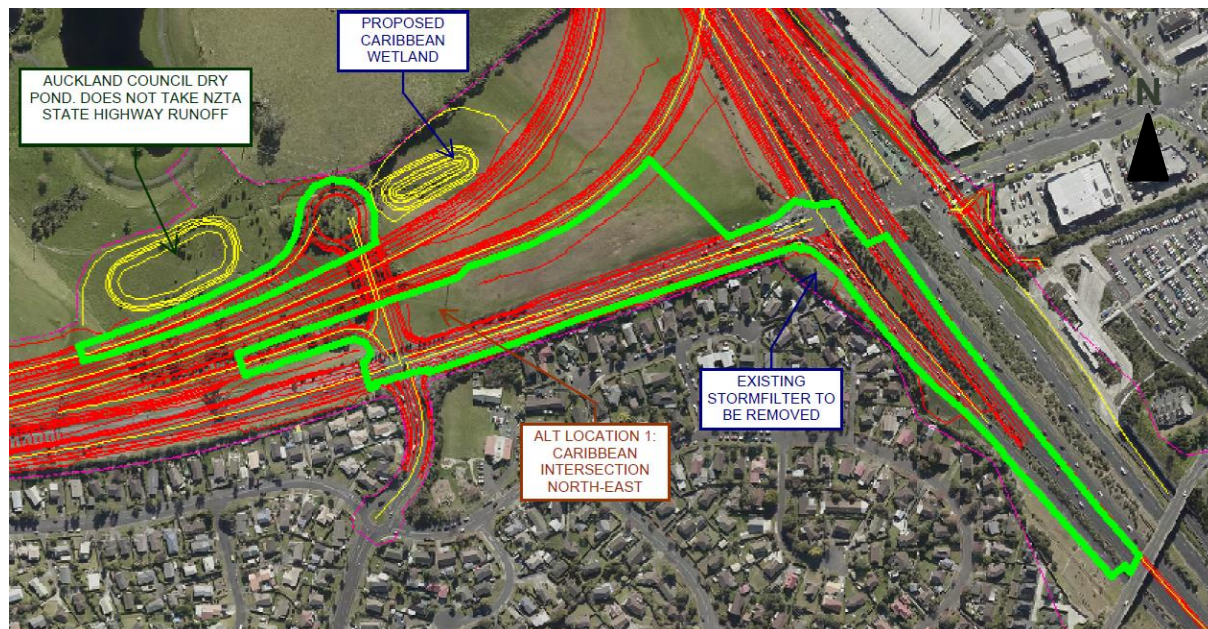 PROPOSED
CARIBBEAN
WETLAND
AUCKLAND COUNCIL DRY
POND. DOES NOT TAKE NZTA
STATE HIGHWAY RUNOFF
N
EXISTING
STORMFILTER TO
BE REMOVED
ALT LOCATION 1:
CARIBBEAN
INTERSECTION
NORTH-EAST